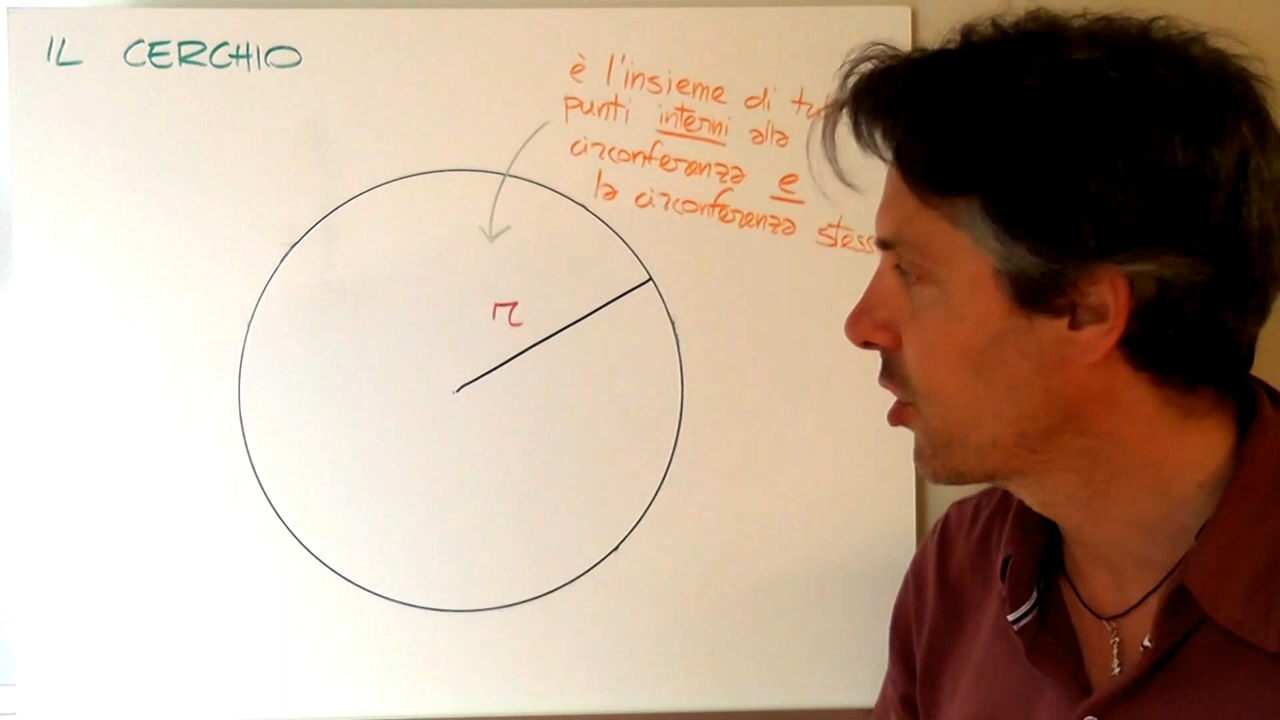 IL CERCHIO
è l'insieme di
punti interni alla
circonferenza e
la circonferenza
r